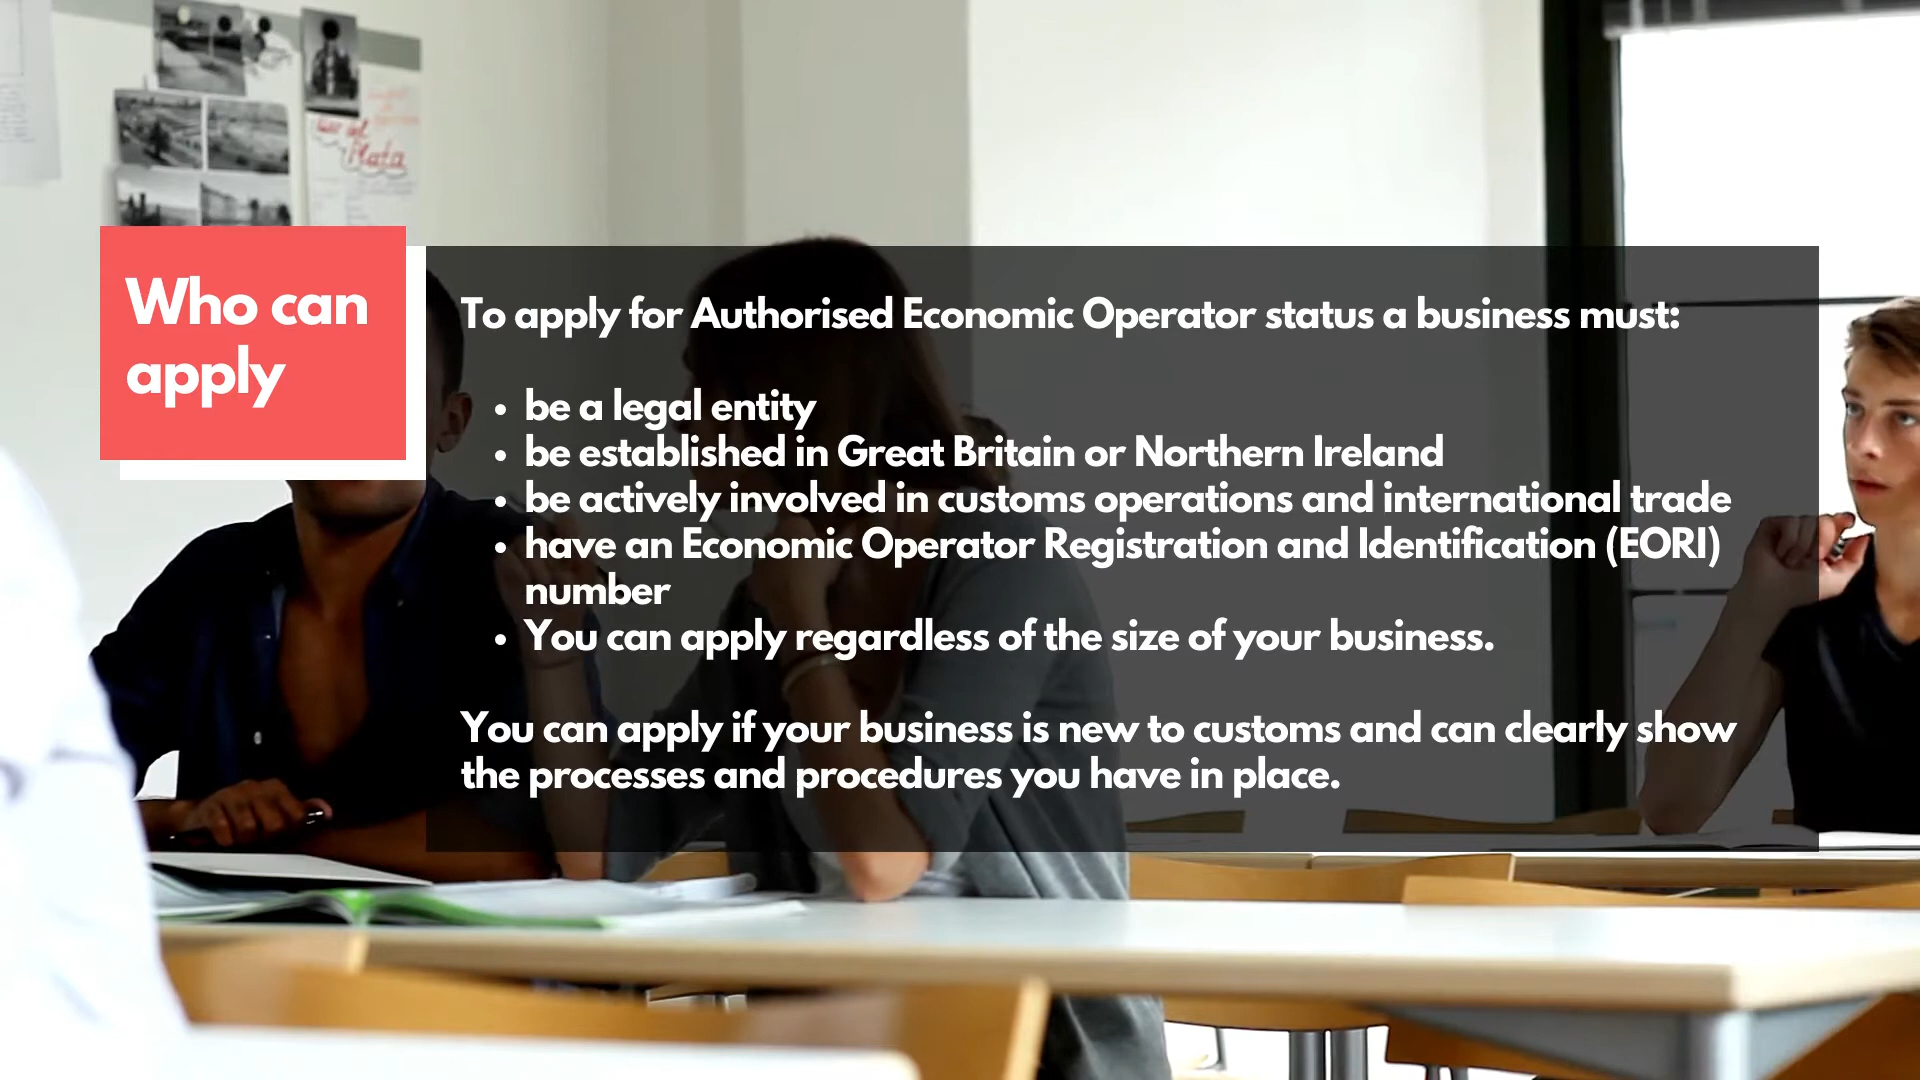 Plata
Who can
apply
To apply for Authorised Economic Operator status a business must:
• be a legal entity
• be established in Great Britain or Northern Ireland
• be actively involved in customs operations and international trade
• have an Economic Operator Registration and Identification (EORI)
number
• You can apply regardless of the size of your business.
You can apply if your business is new to customs and can clearly show
the processes and procedures you have in place.